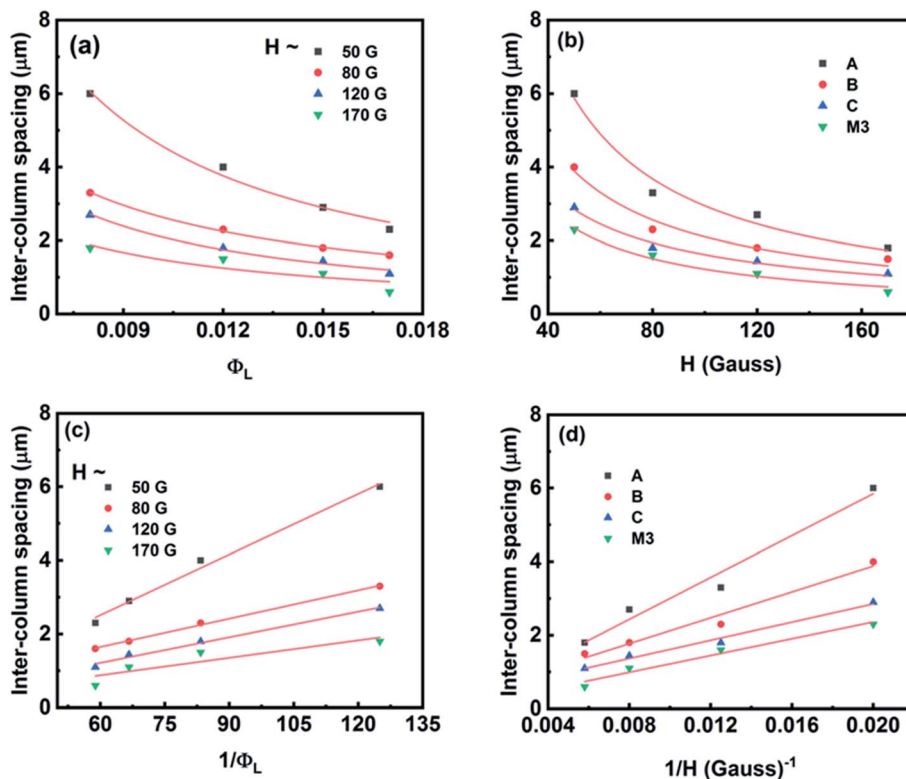 (a)
H ~
50 G
80 G
120 G
170 G
Inter-column spacing (μm)
8
6
4
2
0
0.009 0.012 0.015 0.018
Φ_L
(b)
A
B
C
M3
Inter-column spacing (μm)
8
6
4
2
0
40 80 120 160
H (Gauss)
(c)
H ~
50 G
80 G
120 G
170 G
Inter-column spacing (μm)
8
6
4
2
0
60 75 90 105 120 135
1/Φ_L
(d)
A
B
C
M3
Inter-column spacing (μm)
8
6
4
2
0
0.004 0.008 0.012 0.016 0.020
1/H (Gauss)⁻¹